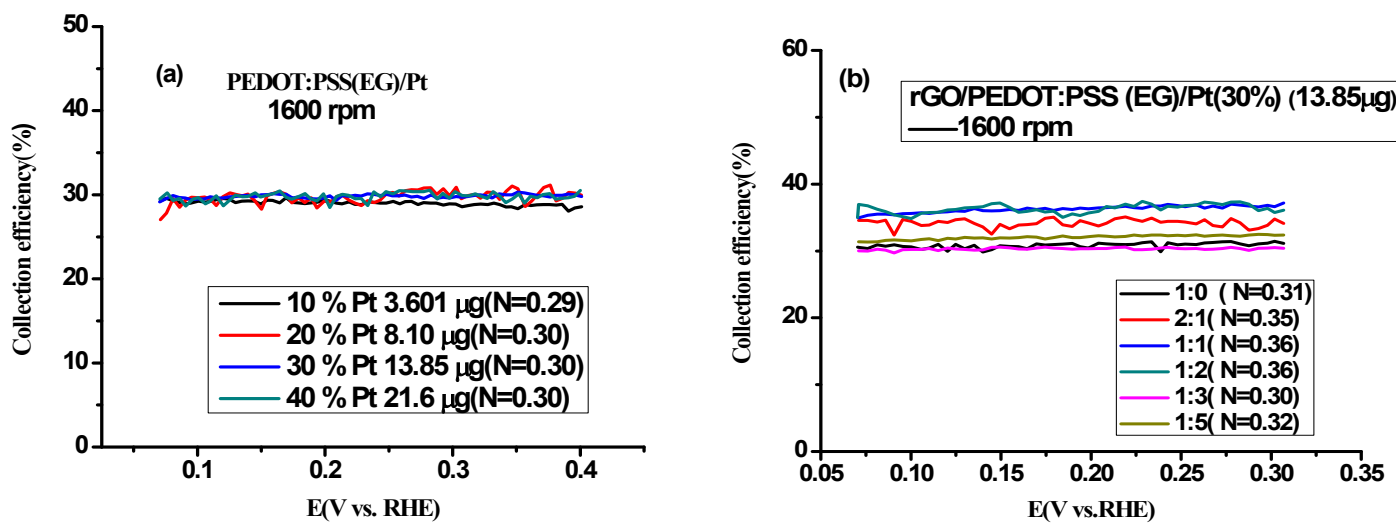 50
40
30
20
10
0
Collection efficiency(%)
(a)
PEDOT:PSS(EG)/Pt
1600 rpm
10 % Pt 3.601 μg(N=0.29)
20 % Pt 8.10 μg(N=0.30)
30 % Pt 13.85 μg(N=0.30)
40 % Pt 21.6 μg(N=0.30)
0.1 0.2 0.3 0.4
E(V vs. RHE)
60
40
20
0
Collection efficiency(%)
(b)
rGO/PEDOT:PSS (EG)/Pt(30%) (13.85μg)
1600 rpm
1:0 ( N=0.31)
2:1( N=0.35)
1:1( N=0.36)
1:2( N=0.36)
1:3( N=0.30)
1:5( N=0.32)
0.05 0.10 0.15 0.20 0.25 0.30 0.35
E(V vs.RHE)